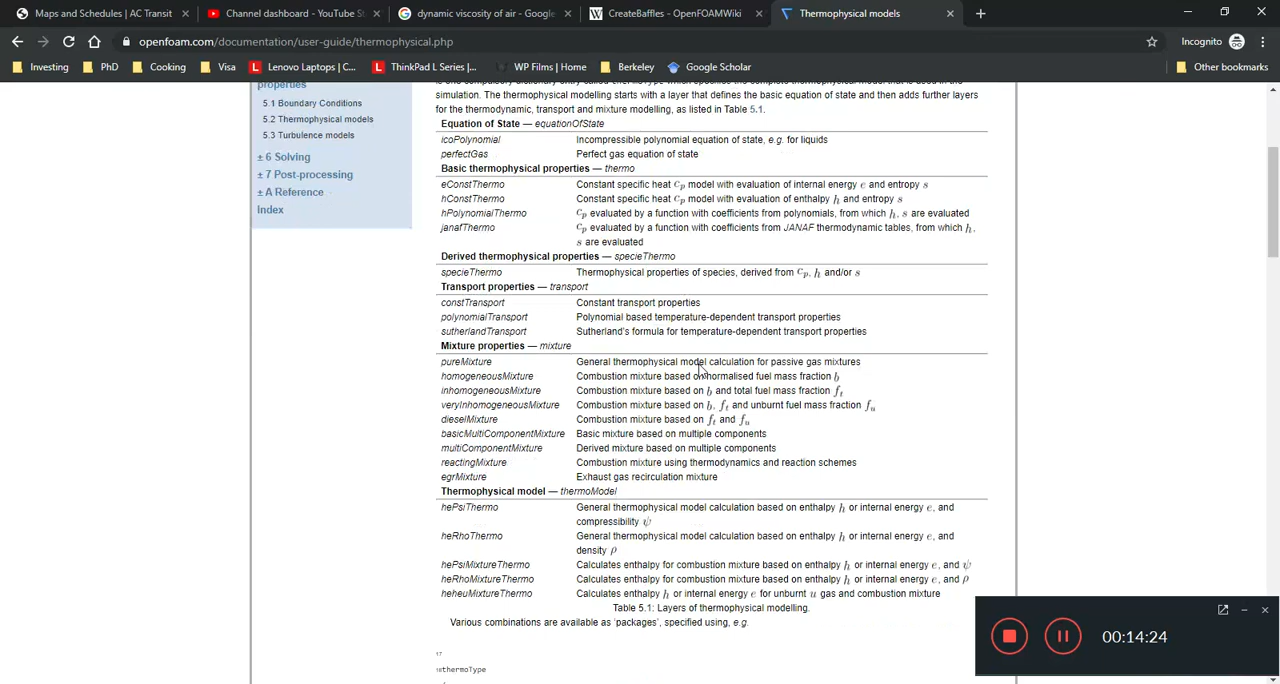 Maps and Schedules | AC Transit
Channel dashboard - YouTube St
dynamic viscosity of air - Google
CreateBaffles - OpenFOAMWiki
Thermophysical models
openfoam.com/documentation/user-guide/thermophysical.php
Incognito
Investing
PhD
Cooking
Visa
Lenovo Laptops | C...
ThinkPad L Series |...
WP Films | Home
Berkeley
Google Scholar
Other bookmarks
properties
5.1 Boundary Conditions
5.2 Thermophysical models
5.3 Turbulence models
± 6 Solving
± 7 Post-processing
± A Reference
Index
simulation. The thermophysical modelling starts with a layer that defines the basic equation of state and then adds further layers
for the thermodynamic, transport and mixture modelling, as listed in Table 5.1.
Equation of State — equationOfState
icoPolynomial Incompressible polynomial equation of state, e.g. for liquids
perfectGas Perfect gas equation of state
Basic thermophysical properties — thermo
eConstThermo Constant specific heat cp model with evaluation of internal energy e and entropy s
hConstThermo Constant specific heat cp model with evaluation of enthalpy h and entropy s
hPolynomialThermo cp evaluated by a function with coefficients from polynomials, from which h, s are evaluated
janafThermo cp evaluated by a function with coefficients from JANAF thermodynamic tables, from which h,
s are evaluated
Derived thermophysical properties — specieThermo
specieThermo Thermophysical properties of species, derived from cp, h and/or s
Transport properties — transport
constTransport Constant transport properties
polynomialTransport Polynomial based temperature-dependent transport properties
sutherlandTransport Sutherland's formula for temperature-dependent transport properties
Mixture properties — mixture
pureMixture General thermophysical model calculation for passive gas mixtures
homogeneousMixture Combustion mixture based on normalised fuel mass fraction b
inhomogeneousMixture Combustion mixture based on b and total fuel mass fraction ft
veryInhomogeneousMixture Combustion mixture based on b, ft and unburnt fuel mass fraction fu
dieselMixture Combustion mixture based on ft and fu
basicMultiComponentMixture Basic mixture based on multiple components
multiComponentMixture Derived mixture based on multiple components
reactingMixture Combustion mixture using thermodynamics and reaction schemes
egrMixture Exhaust gas recirculation mixture
Thermophysical model — thermoModel
hePsiThermo General thermophysical model calculation based on enthalpy h or internal energy e, and
compressibility ψ
heRhoThermo General thermophysical model calculation based on enthalpy h or internal energy e, and
density ρ
hePsiMixtureThermo Calculates enthalpy for combustion mixture based on enthalpy h or internal energy e, and ψ
heRhoMixtureThermo Calculates enthalpy for combustion mixture based on enthalpy h or internal energy e, and ρ
heheuMixtureThermo Calculates enthalpy h or internal energy e for unburnt u gas and combustion mixture
Table 5.1: Layers of thermophysical modelling.
Various combinations are available as 'packages', specified using, e.g.
17
18thermoType
00:14:24